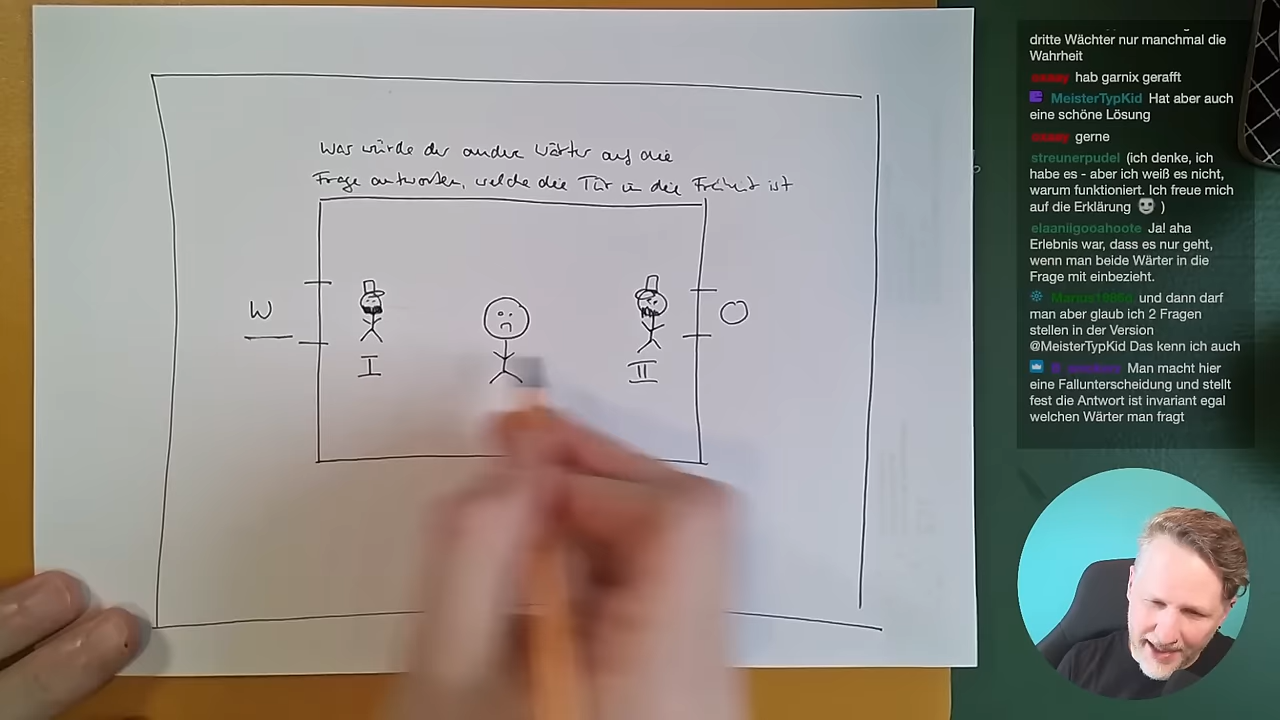 Was würde der andere Wärter auf die
Frage antworten, welche die Tür in die Freiheit ist
W
O
I
II
dritte Wächter nur manchmal die
Wahrheit
hab garnix gerafft
MeisterTypKid Hat aber auch
eine schöne Lösung
gerne
streunerpudel (ich denke, ich
habe es - aber ich weiß es nicht,
warum funktioniert. Ich freue mich
auf die Erklärung )
elaaniigooahoote Ja! aha
Erlebnis war, dass es nur geht,
wenn man beide Wärter in die
Frage mit einbezieht.
und dann darf
man aber glaub ich 2 Fragen
stellen in der Version
@MeisterTypKid Das kenn ich auch
Man macht hier
eine Fallunterscheidung und stellt
fest die Antwort ist invariant egal
welchen Wärter man fragt